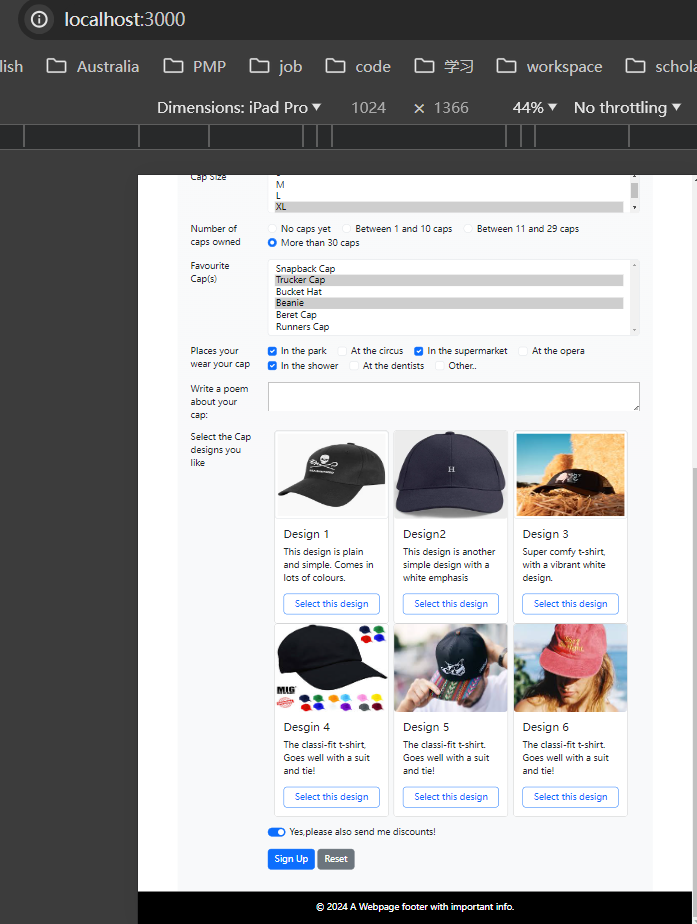 localhost:3000
lish Australia PMP job code 学习 workspace schola
Dimensions: iPad Pro ▼ 1024 × 1366 44% ▼ No throttling ▼
Cap Size
M
L
XL
Number of caps owned
No caps yet Between 1 and 10 caps Between 11 and 29 caps
More than 30 caps
Favourite Cap(s)
Snapback Cap
Trucker Cap
Bucket Hat
Beanie
Beret Cap
Runners Cap
Places your wear your cap
In the park At the circus In the supermarket At the opera
In the shower At the dentists Other..
Write a poem
about your
cap:
Select the Cap
designs you
like
H
Design 1
This design is plain
and simple. Comes in
lots of colours.
Select this design
Design2
This design is another
simple design with a
white emphasis
Select this design
Design 3
Super comfy t-shirt,
with a vibrant white
design.
Select this design
MLG
Desgin 4
The classi-fit t-shirt,
Goes well with a suit
and tie!
Select this design
Design 5
The classi-fit t-shirt.
Goes well with a suit
and tie!
Select this design
Design 6
The classi-fit t-shirt.
Goes well with a suit
and tie!
Select this design
Yes,please also send me discounts!
Sign Up Reset
© 2024 A Webpage footer with important info.